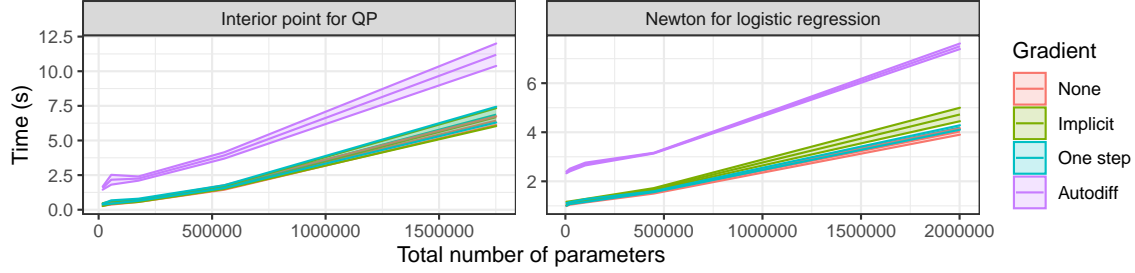 Interior point for QP
Newton for logistic regression
Time (s)
12.5
10.0
7.5
5.0
2.5
0.0
6
4
2
0
500000
1000000
1500000
0
500000
1000000
1500000
2000000
Total number of parameters
Gradient
None
Implicit
One step
Autodiff